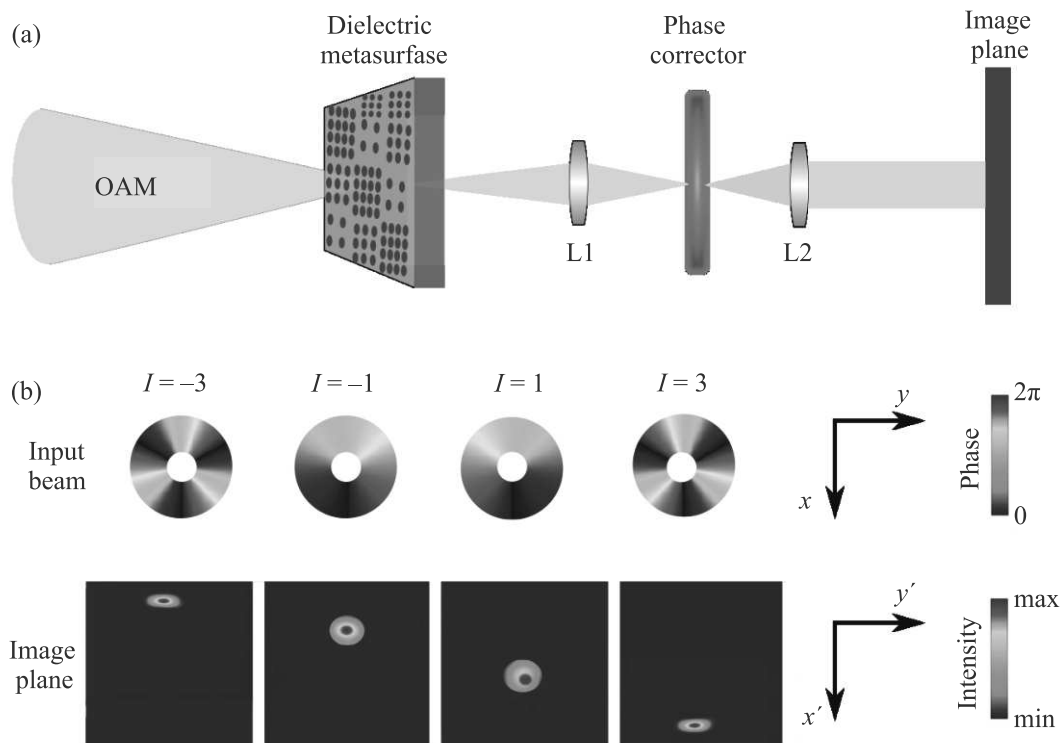 (a)
Dielectric
metasurfase
Phase
corrector
Image
plane
OAM
L1
L2
(b)
I = –3
I = –1
I = 1
I = 3
Input
beam
y
x
Phase
2π
0
Image
plane
y′
x′
Intensity
max
min